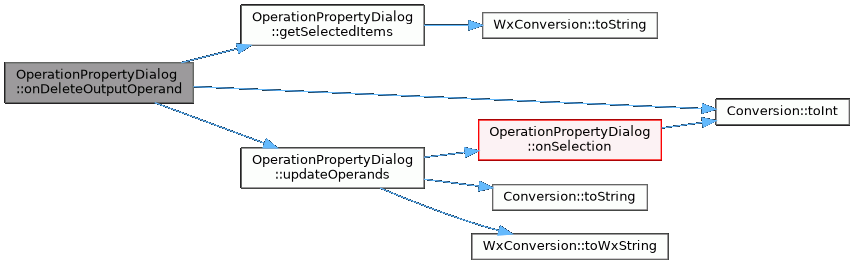 OperationPropertyDialog
::onDeleteOutputOperand
OperationPropertyDialog
::getSelectedItems
WxConversion::toString
Conversion::toInt
OperationPropertyDialog
::updateOperands
OperationPropertyDialog
::onSelection
Conversion::toString
WxConversion::toWxString